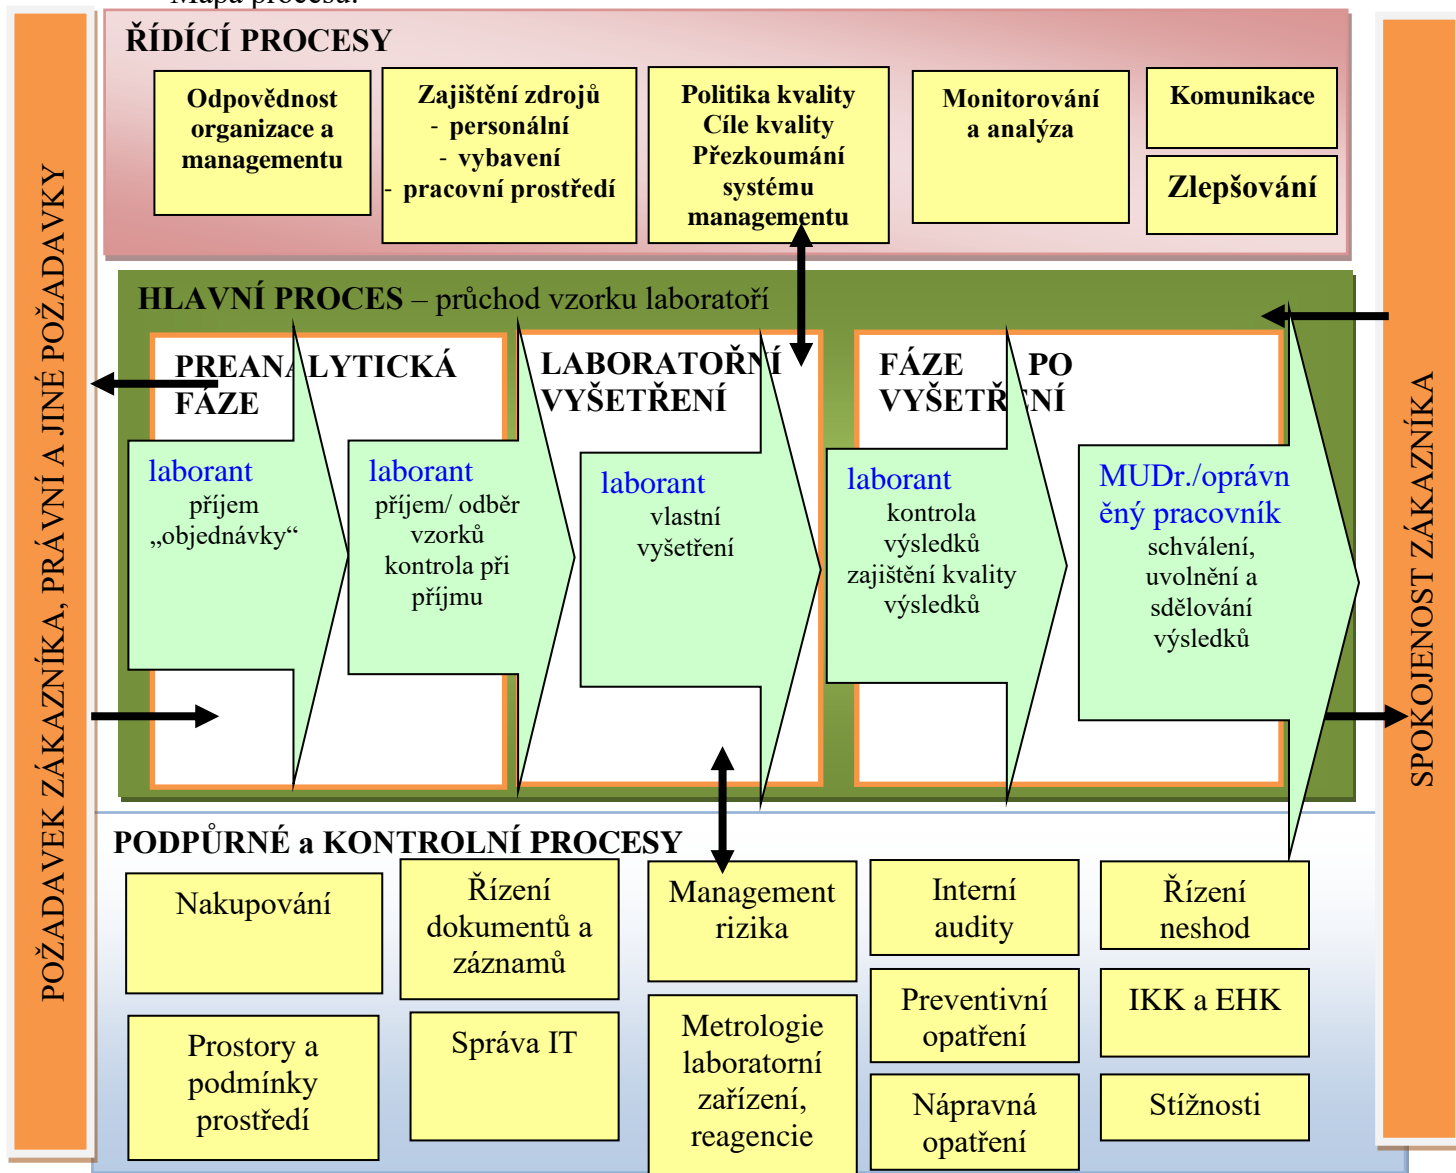 Mapa procesů:
ŘÍDÍCÍ PROCESY
Odpovědnost
organizace a
managementu
Zajištění zdrojů
- personální
- vybavení
- pracovní prostředí
Politika kvality
Cíle kvality
Přezkoumání
systému
managementu
Monitorování
a analýza
Komunikace
Zlepšování
POŽADAVEK ZÁKAZNÍKA, PRÁVNÍ A JINÉ POŽADAVKY
HLAVNÍ PROCES – průchod vzorku laboratoří
PREANALYTICKÁ
FÁZE
LABORATOŘNÍ
VYŠETŘENÍ
FÁZE PO
VYŠETŘENÍ
laborant
příjem
„objednávky“
laborant
příjem/ odběr
vzorků
kontrola při
příjmu
laborant
vlastní
vyšetření
laborant
kontrola
výsledků
zajištění kvality
výsledků
MUDr./oprávn
ěný pracovník
schválení,
uvolnění a
sdělování
výsledků
SPOKOJENOST ZÁKAZNÍKA
PODPŮRNÉ a KONTROLNÍ PROCESY
Nakupování
Řízení
dokumentů a
záznamů
Management
rizika
Interní
audity
Řízení
neshod
Prostory a
podmínky
prostředí
Správa IT
Metrologie
laboratorní
zařízení,
reagencie
Preventivní
opatření
IKK a EHK
Nápravná
opatření
Stížnosti